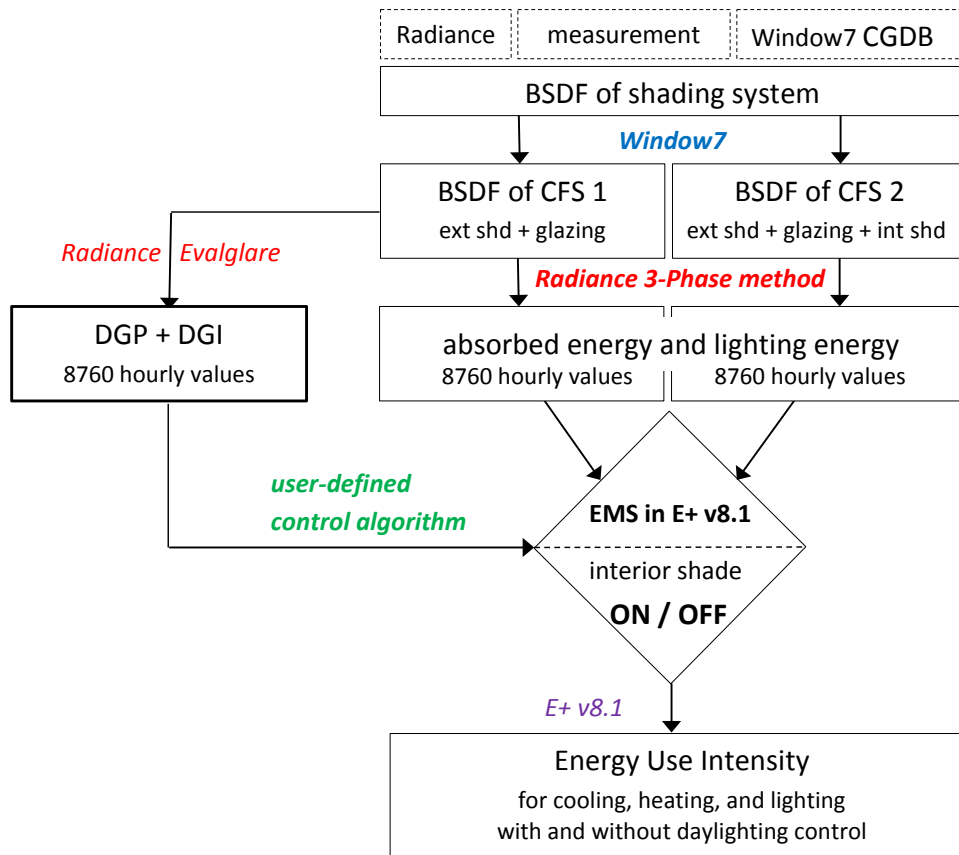 Radiance
measurement
Window7 CGDB
BSDF of shading system
Window7
BSDF of CFS 1
ext shd + glazing
BSDF of CFS 2
ext shd + glazing + int shd
Radiance
Evalglare
Radiance 3-Phase method
DGP + DGI
8760 hourly values
absorbed energy and lighting energy
8760 hourly values
8760 hourly values
user-defined
control algorithm
EMS in E+ v8.1
interior shade
ON / OFF
E+ v8.1
Energy Use Intensity
for cooling, heating, and lighting
with and without daylighting control